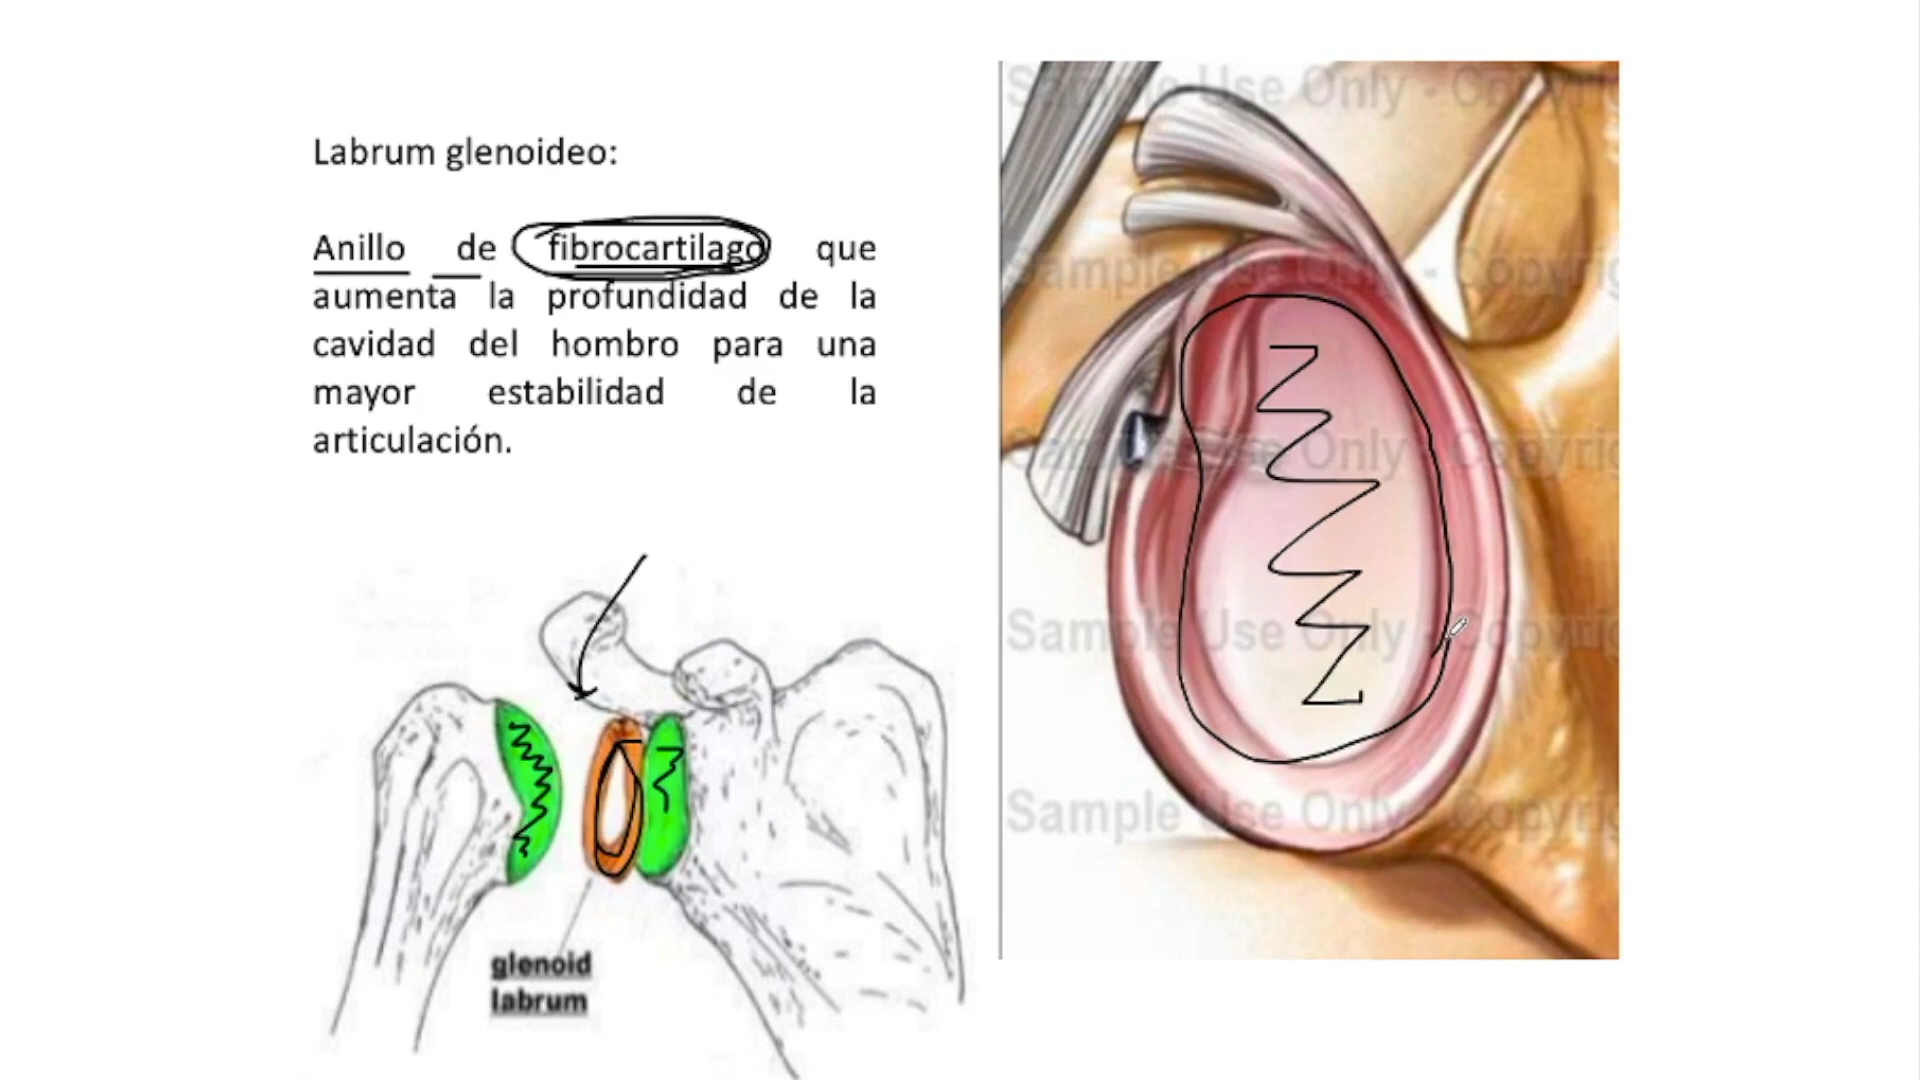 Labrum glenoideo:
Anillo de fibrocartilago que
aumenta la profundidad de la
cavidad del hombro para una
mayor estabilidad de la
articulación.
glenoid
labrum
Sample Use Only - Copyrig
Sample Use Only - Copyrig
Sample Use Only - Copyrig
Sample Use Only - Copyrig
Sample Use Only - Copyrig